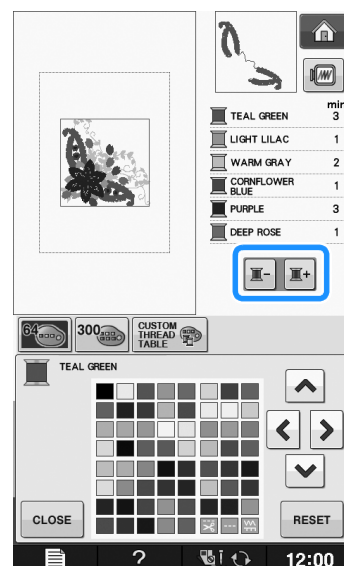 min
TEAL GREEN 3
LIGHT LILAC 1
WARM GRAY 2
CORNFLOWER
BLUE 1
PURPLE 3
DEEP ROSE 1
- +
64 300 CUSTOM
THREAD
TABLE
TEAL GREEN
CLOSE RESET
? 12:00